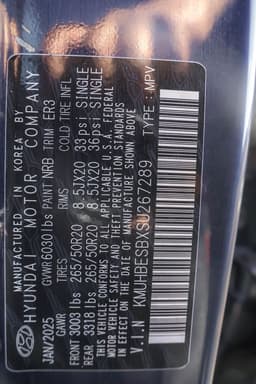 MANUFACTURED IN KOREA BY
HYUNDAI MOTOR COMPANY
JAN/2025 GVWR 6030 lbs PAINT NRB TRIM ER3
GAWR TIRES RIMS COLD TIRE INFL.
FRONT 3003 lbs 265/50R20 8.5JX20 33psi SINGLE
REAR 3318 lbs 265/50R20 8.5JX20 36psi SINGLE
THIS VEHICLE CONFORMS TO ALL APPLICABLE U.S.A. FEDERAL
MOTOR VEHICLE SAFETY AND THEFT PREVENTION STANDARDS
IN EFFECT ON THE DATE OF MANUFACTURE SHOWN ABOVE.
V.I.N KMUHBESBXSU267289 TYPE : MPV